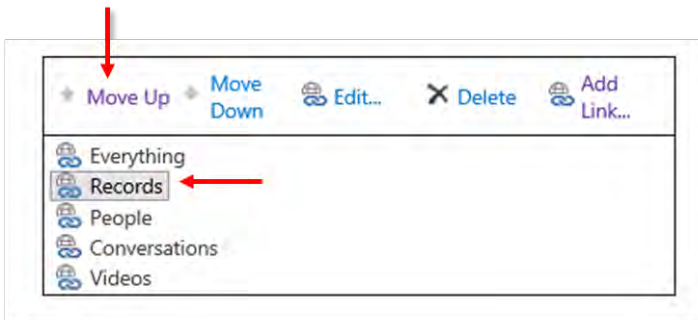 Move Up Move Down Edit... Delete Add Link...
Everything
Records
People
Conversations
Videos